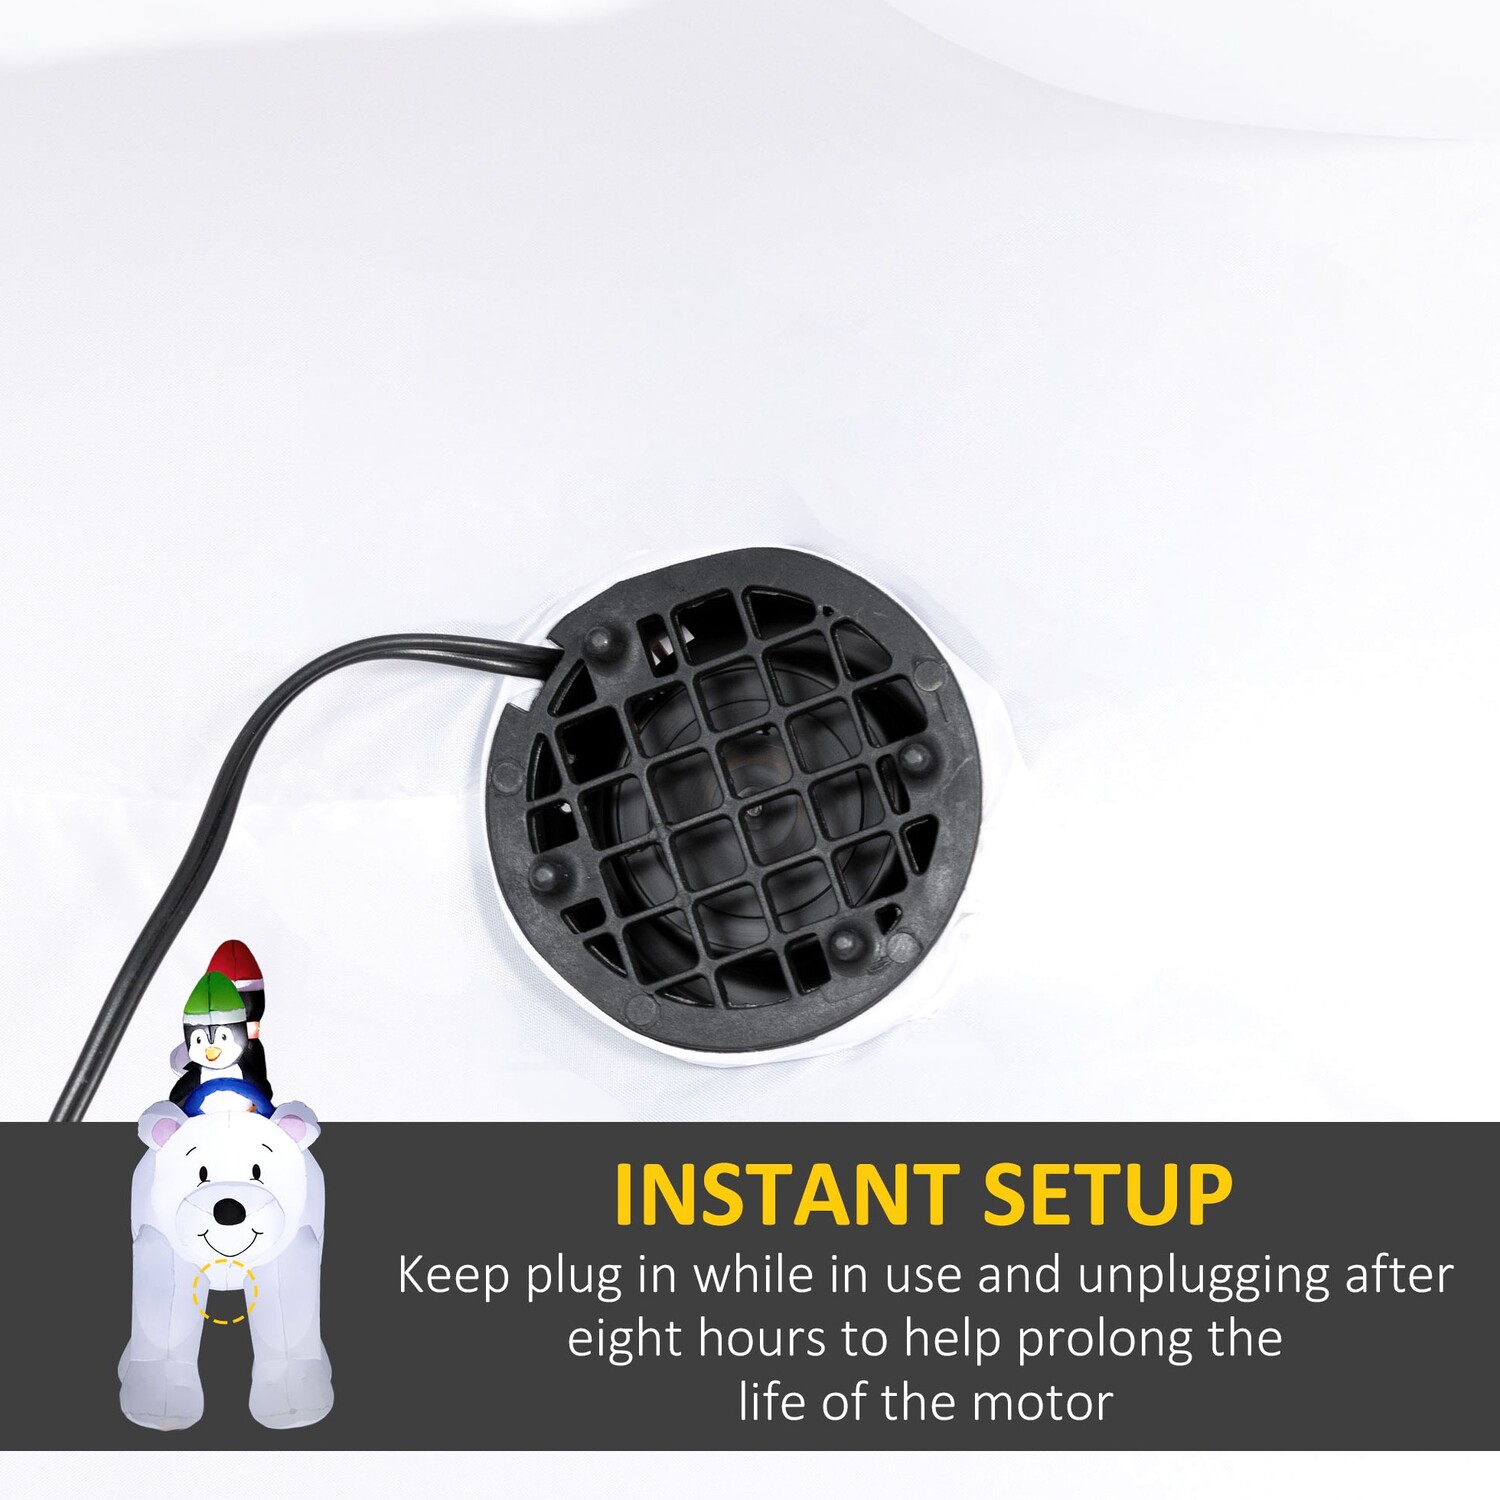 INSTANT SETUP
Keep plug in while in use and unplugging after
eight hours to help prolong the
life of the motor